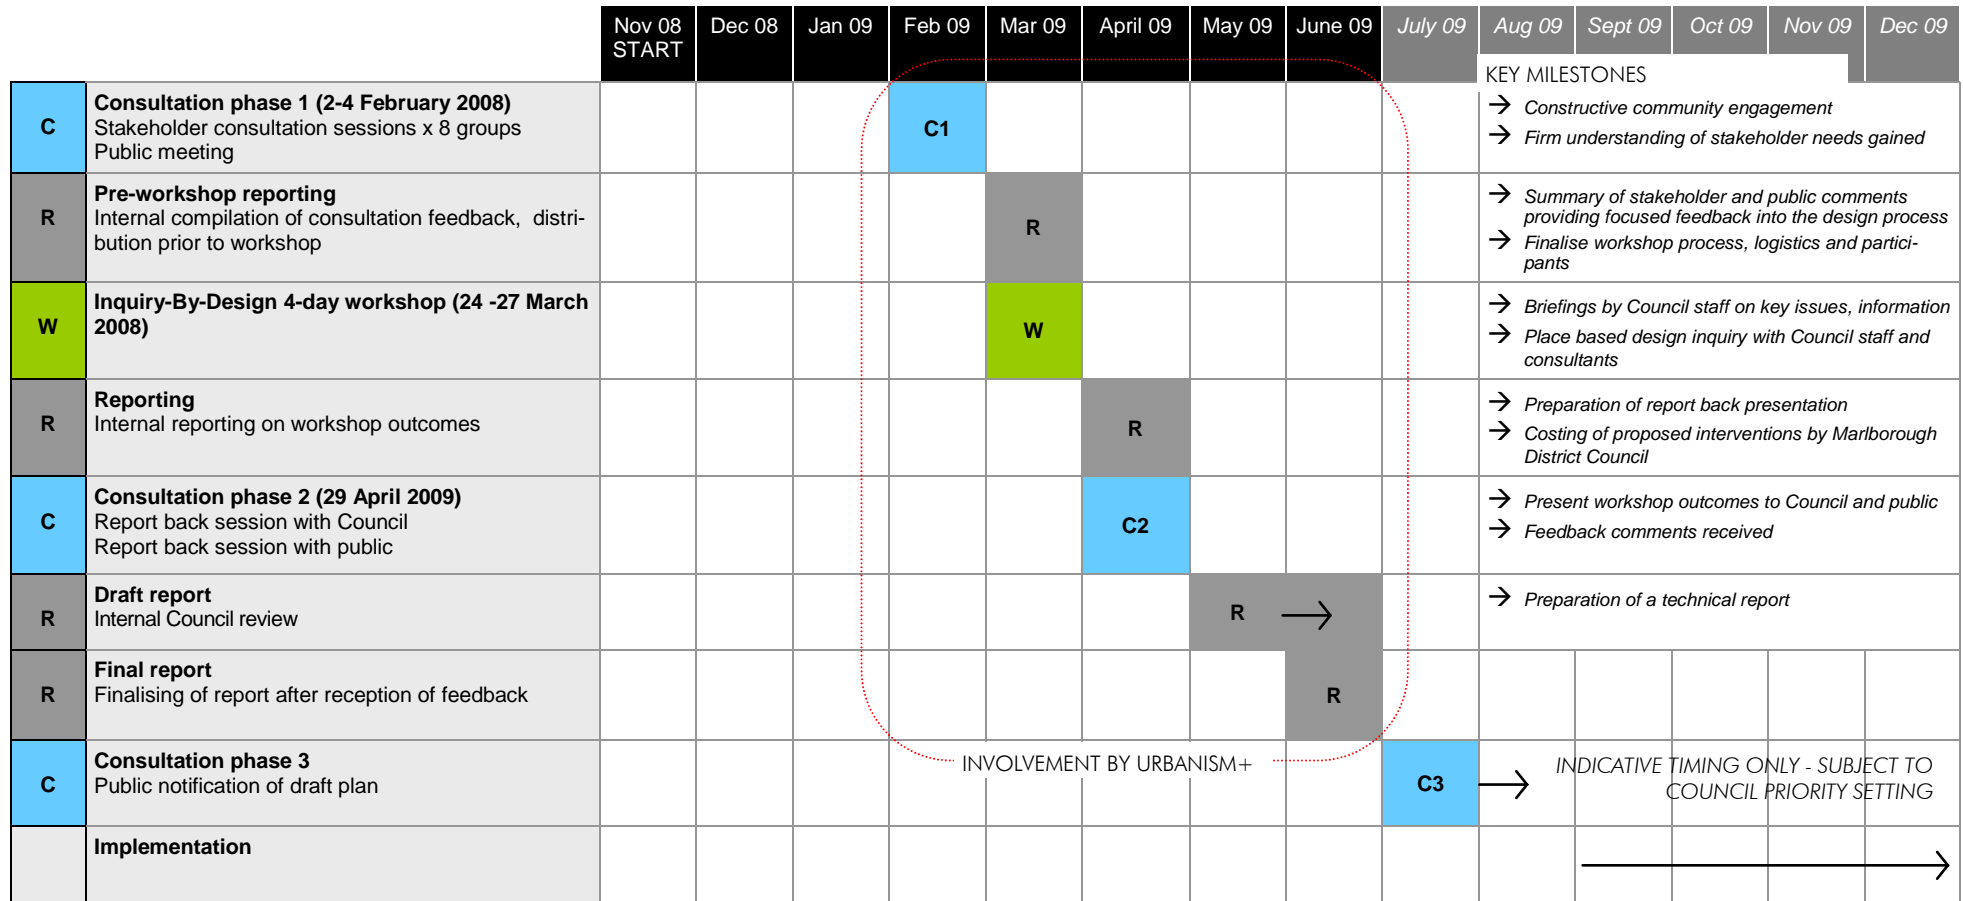 Nov 08 Dec 08 Jan 09 Feb 09 Mar 09 April 09 May 09 June 09 July 09 Aug 09 Sept 09 Oct 09 Nov 09 Dec 09
START
KEY MILESTONES
C
Consultation phase 1 (2-4 February 2008)
Stakeholder consultation sessions x 8 groups
Public meeting
C1
→ Constructive community engagement
→ Firm understanding of stakeholder needs gained
R
Pre-workshop reporting
Internal compilation of consultation feedback, distri-
bution prior to workshop
R
→ Summary of stakeholder and public comments
providing focused feedback into the design process
→ Finalise workshop process, logistics and partici-
pants
W
Inquiry-By-Design 4-day workshop (24 -27 March
2008)
W
→ Briefings by Council staff on key issues, information
→ Place based design inquiry with Council staff and
consultants
R
Reporting
Internal reporting on workshop outcomes
R
→ Preparation of report back presentation
→ Costing of proposed interventions by Marlborough
District Council
C
Consultation phase 2 (29 April 2009)
Report back session with Council
Report back session with public
C2
→ Present workshop outcomes to Council and public
→ Feedback comments received
R
Draft report
Internal Council review
R →
→ Preparation of a technical report
R
Final report
Finalising of report after reception of feedback
R
INVOLVEMENT BY URBANISM+
C
Consultation phase 3
Public notification of draft plan
C3 →
INDICATIVE TIMING ONLY - SUBJECT TO
COUNCIL PRIORITY SETTING
Implementation